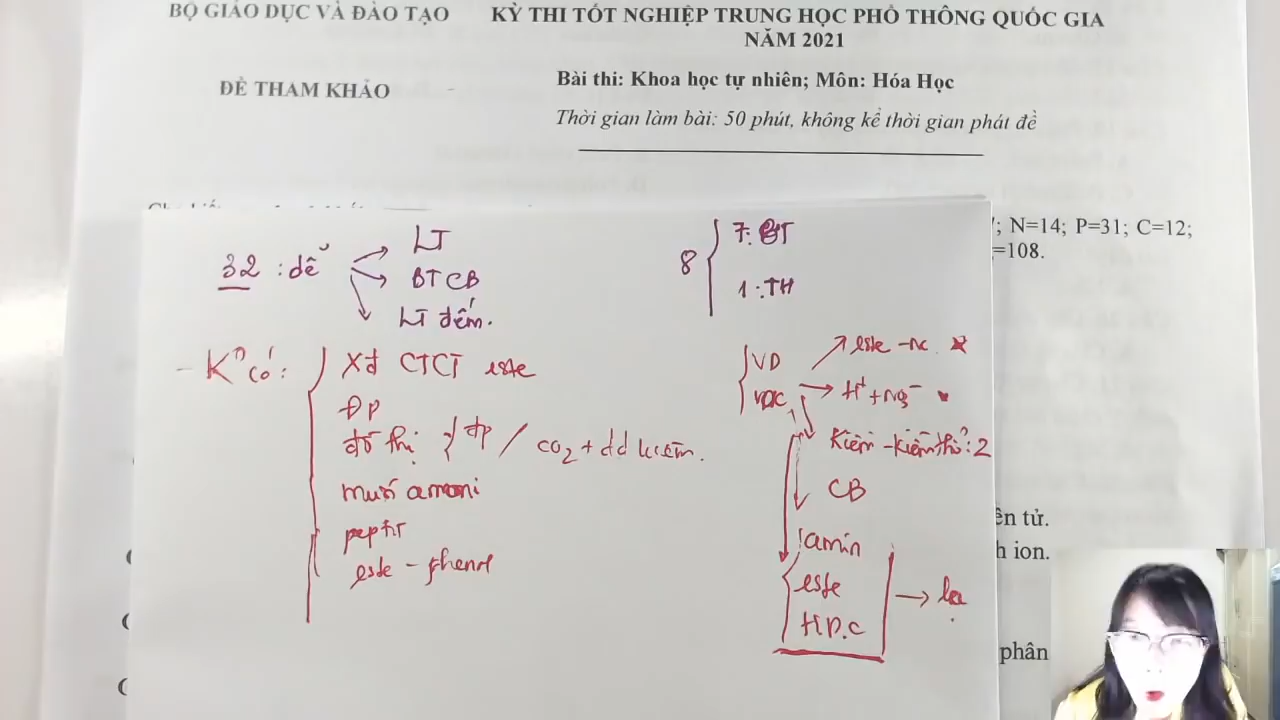 BỘ GIÁO DỤC VÀ ĐÀO TẠO
KỲ THI TỐT NGHIỆP TRUNG HỌC PHỔ THÔNG QUỐC GIA
NĂM 2021
ĐỀ THAM KHẢO
Bài thi: Khoa học tự nhiên; Môn: Hóa Học
Thời gian làm bài: 50 phút, không kể thời gian phát đề
; N=14; P=31; C=12;
=108.
32 : dễ
LT
BTCB
LT đếm.
8
7: BT
1: TH
- Kº có:
Xđ CTCT este
ĐP
đồ thị đp / CO2 + dd kiềm.
muối amoni
peptit
este - phenol
VD
VDC
este - nc
H+ + NO3-
Kiềm - kiềm thổ: 2
CB
amin
este
H.D.C
→ lạ
ên tử.
h ion.
phân